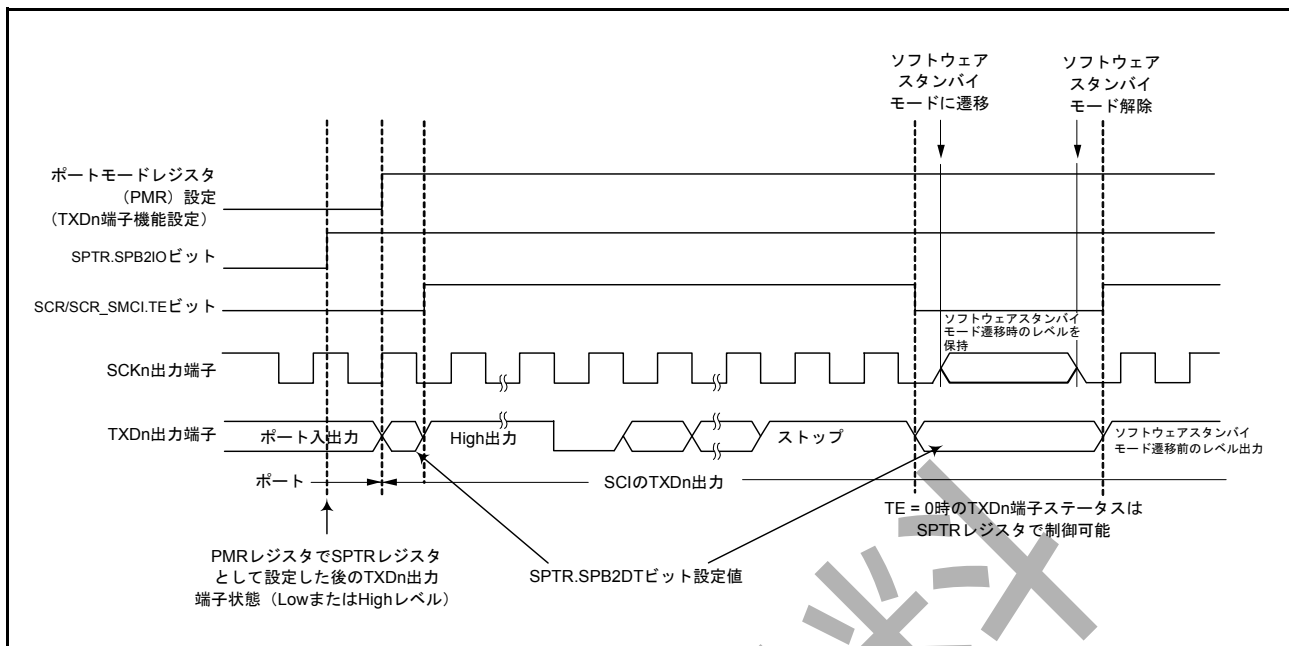 ソフトウェア
スタンバイ
モードに遷移
ソフトウェア
スタンバイ
モード解除
ポートモードレジスタ
（PMR）設定
（TXDn端子機能設定）
SPTR.SPB2IOビット
SCR/SCR_SMCI.TEビット
ソフトウェアスタンバイ
モード遷移時のレベルを
保持
SCKn出力端子
TXDn出力端子
ポート入出力
High出力
ストップ
ソフトウェアスタンバイ
モード遷移前のレベル出力
ポート
SCIのTXDn出力
TE = 0時のTXDn端子ステータスは
SPTRレジスタで制御可能
PMRレジスタでSPTRレジスタ
として設定した後のTXDn出力
端子状態（LowまたはHighレベル）
SPTR.SPB2DTビット設定値